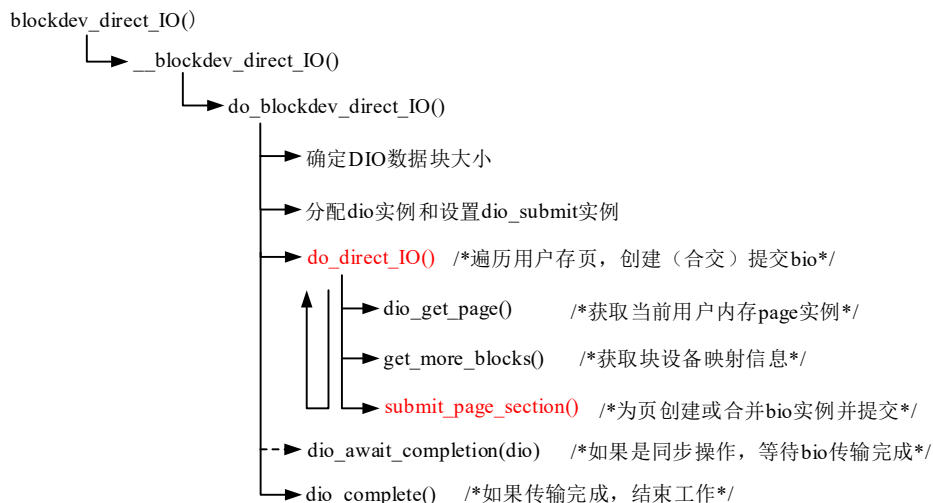 blockdev_direct_IO()
__blockdev_direct_IO()
do_blockdev_direct_IO()
确定DIO数据块大小
分配dio实例和设置dio_submit实例
do_direct_IO() /*遍历用户存页，创建（合交）提交bio*/
dio_get_page() /*获取当前用户内存page实例*/
get_more_blocks() /*获取块设备映射信息*/
submit_page_section() /*为页创建或合并bio实例并提交*/
dio_await_completion(dio) /*如果是同步操作，等待bio传输完成*/
dio_complete() /*如果传输完成，结束工作*/